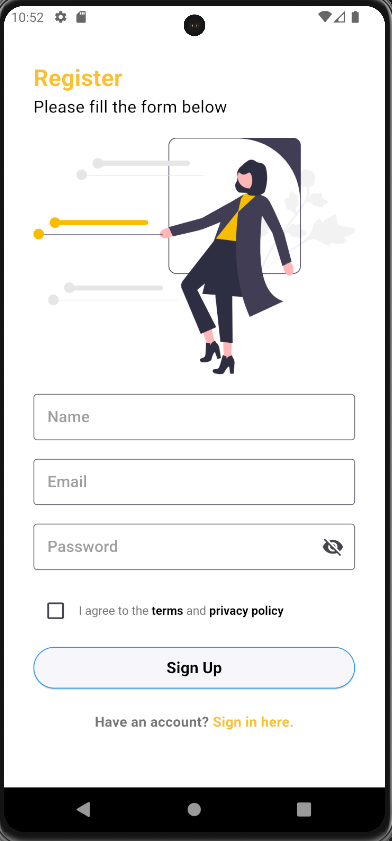 10:52
Register
Please fill the form below
Name
Email
Password
I agree to the terms and privacy policy
Sign Up
Have an account? Sign in here.